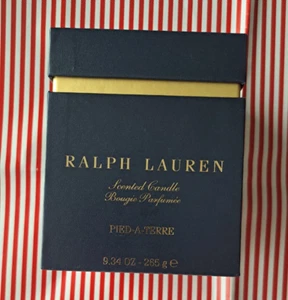 RALPH LAUREN
Scented Candle
Bougie Parfumée
PIED-A-TERRE
9.34 OZ - 265 g ℮